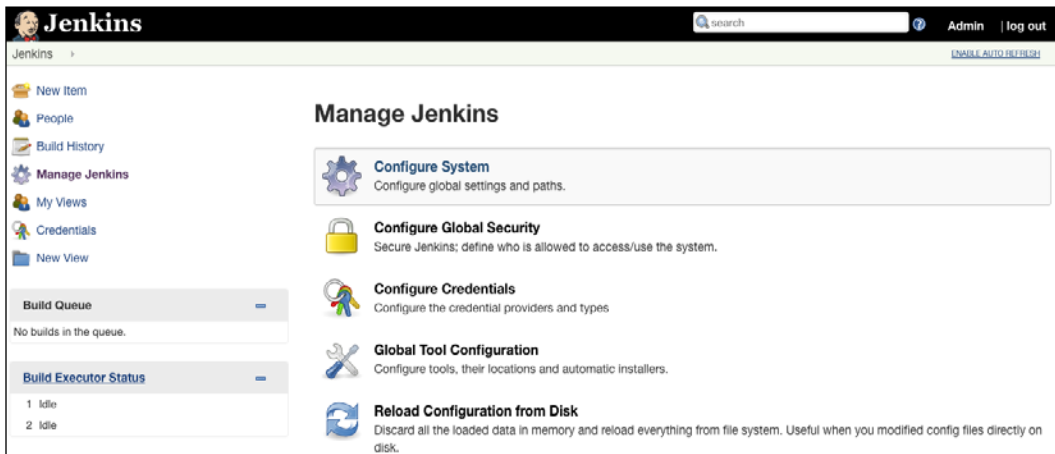 Jenkins
search
Admin | log out
Jenkins
ENABLE AUTO REFRESH
New Item
People
Build History
Manage Jenkins
My Views
Credentials
New View
Build Queue
No builds in the queue.
Build Executor Status
1 Idle
2 Idle
Manage Jenkins
Configure System
Configure global settings and paths.
Configure Global Security
Secure Jenkins; define who is allowed to access/use the system.
Configure Credentials
Configure the credential providers and types
Global Tool Configuration
Configure tools, their locations and automatic installers.
Reload Configuration from Disk
Discard all the loaded data in memory and reload everything from file system. Useful when you modified config files directly on
disk.